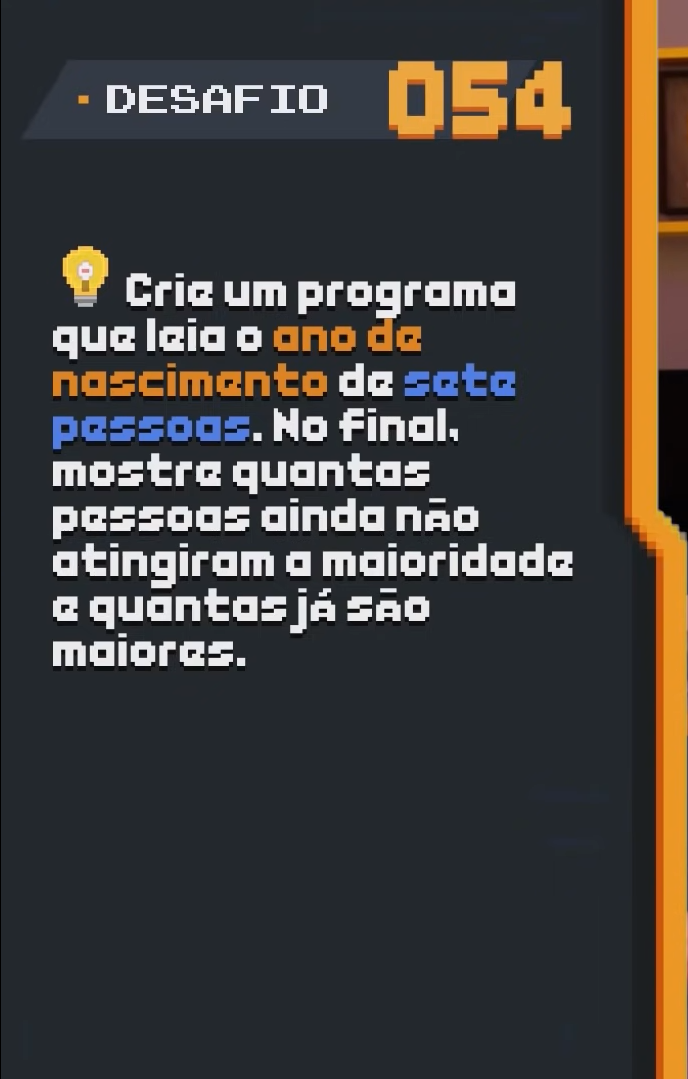 DESAFIO 054
Crie um programa
que leia o ano de
nascimento de sete
pessoas. No final,
mostre quantas
pessoas ainda não
atingiram a maioridade
e quantas já são
maiores.